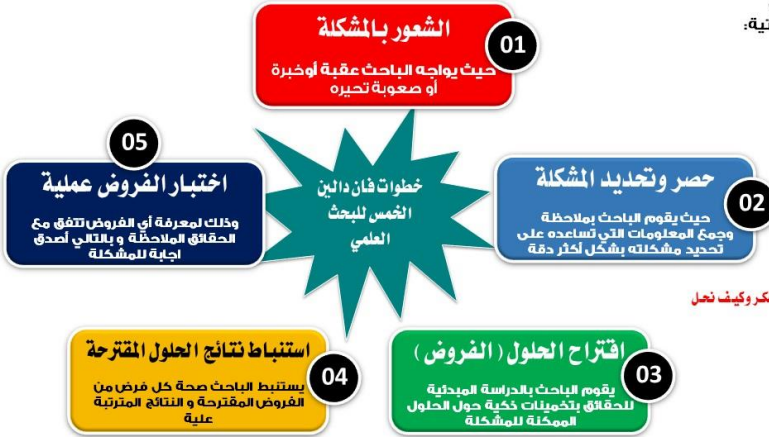 تية:
الشعور بالمشكلة
01
حيث يواجه الباحث عقبة أوخبرة
أو صعوبة تحيره
حصر وتحديد المشكلة
02
حيث يقوم الباحث بملاحظة
وجمع المعلومات التي تساعده على
تحديد مشكلته بشكل أكثر دقة
كر وكيف نحل
اقتراح الحلول ( الفروض )
03
يقوم الباحث بالدراسة المبدئية
للحقائق بتخمينات ذكية حول الحلول
الممكنة للمشكلة
استنباط نتائج الحلول المقترحة
04
يستنبط الباحث صحة كل فرض من
الفروض المقترحة و النتائج المترتبة
علية
05
اختبار الفروض عملية
وذلك لمعرفة أي الفروض تتفق مع
الحقائق الملاحظة و بالتالي أصدق
اجابة للمشكلة
خطوات فان دالين
الخمس للبحث
العلمي